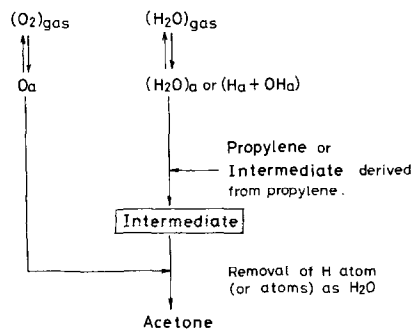 (O2)gas (H2O)gas
Oa (H2O)a or (Ha + OHa)
Propylene or
Intermediate derived
from propylene.
Intermediate
Removal of H atom
(or atoms) as H2O
Acetone